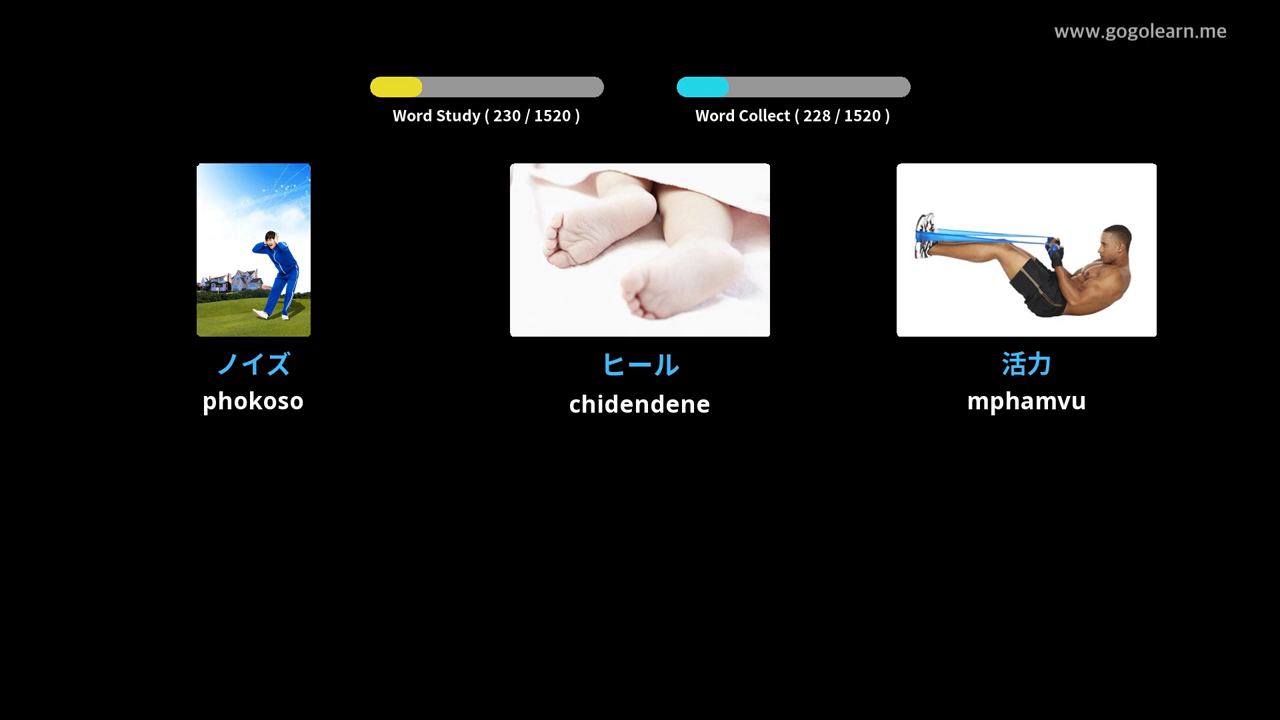 www.gogolearn.me
Word Study ( 230 / 1520 )
Word Collect ( 228 / 1520 )
ノイズ
phokoso
ヒール
chidendene
活力
mphamvu